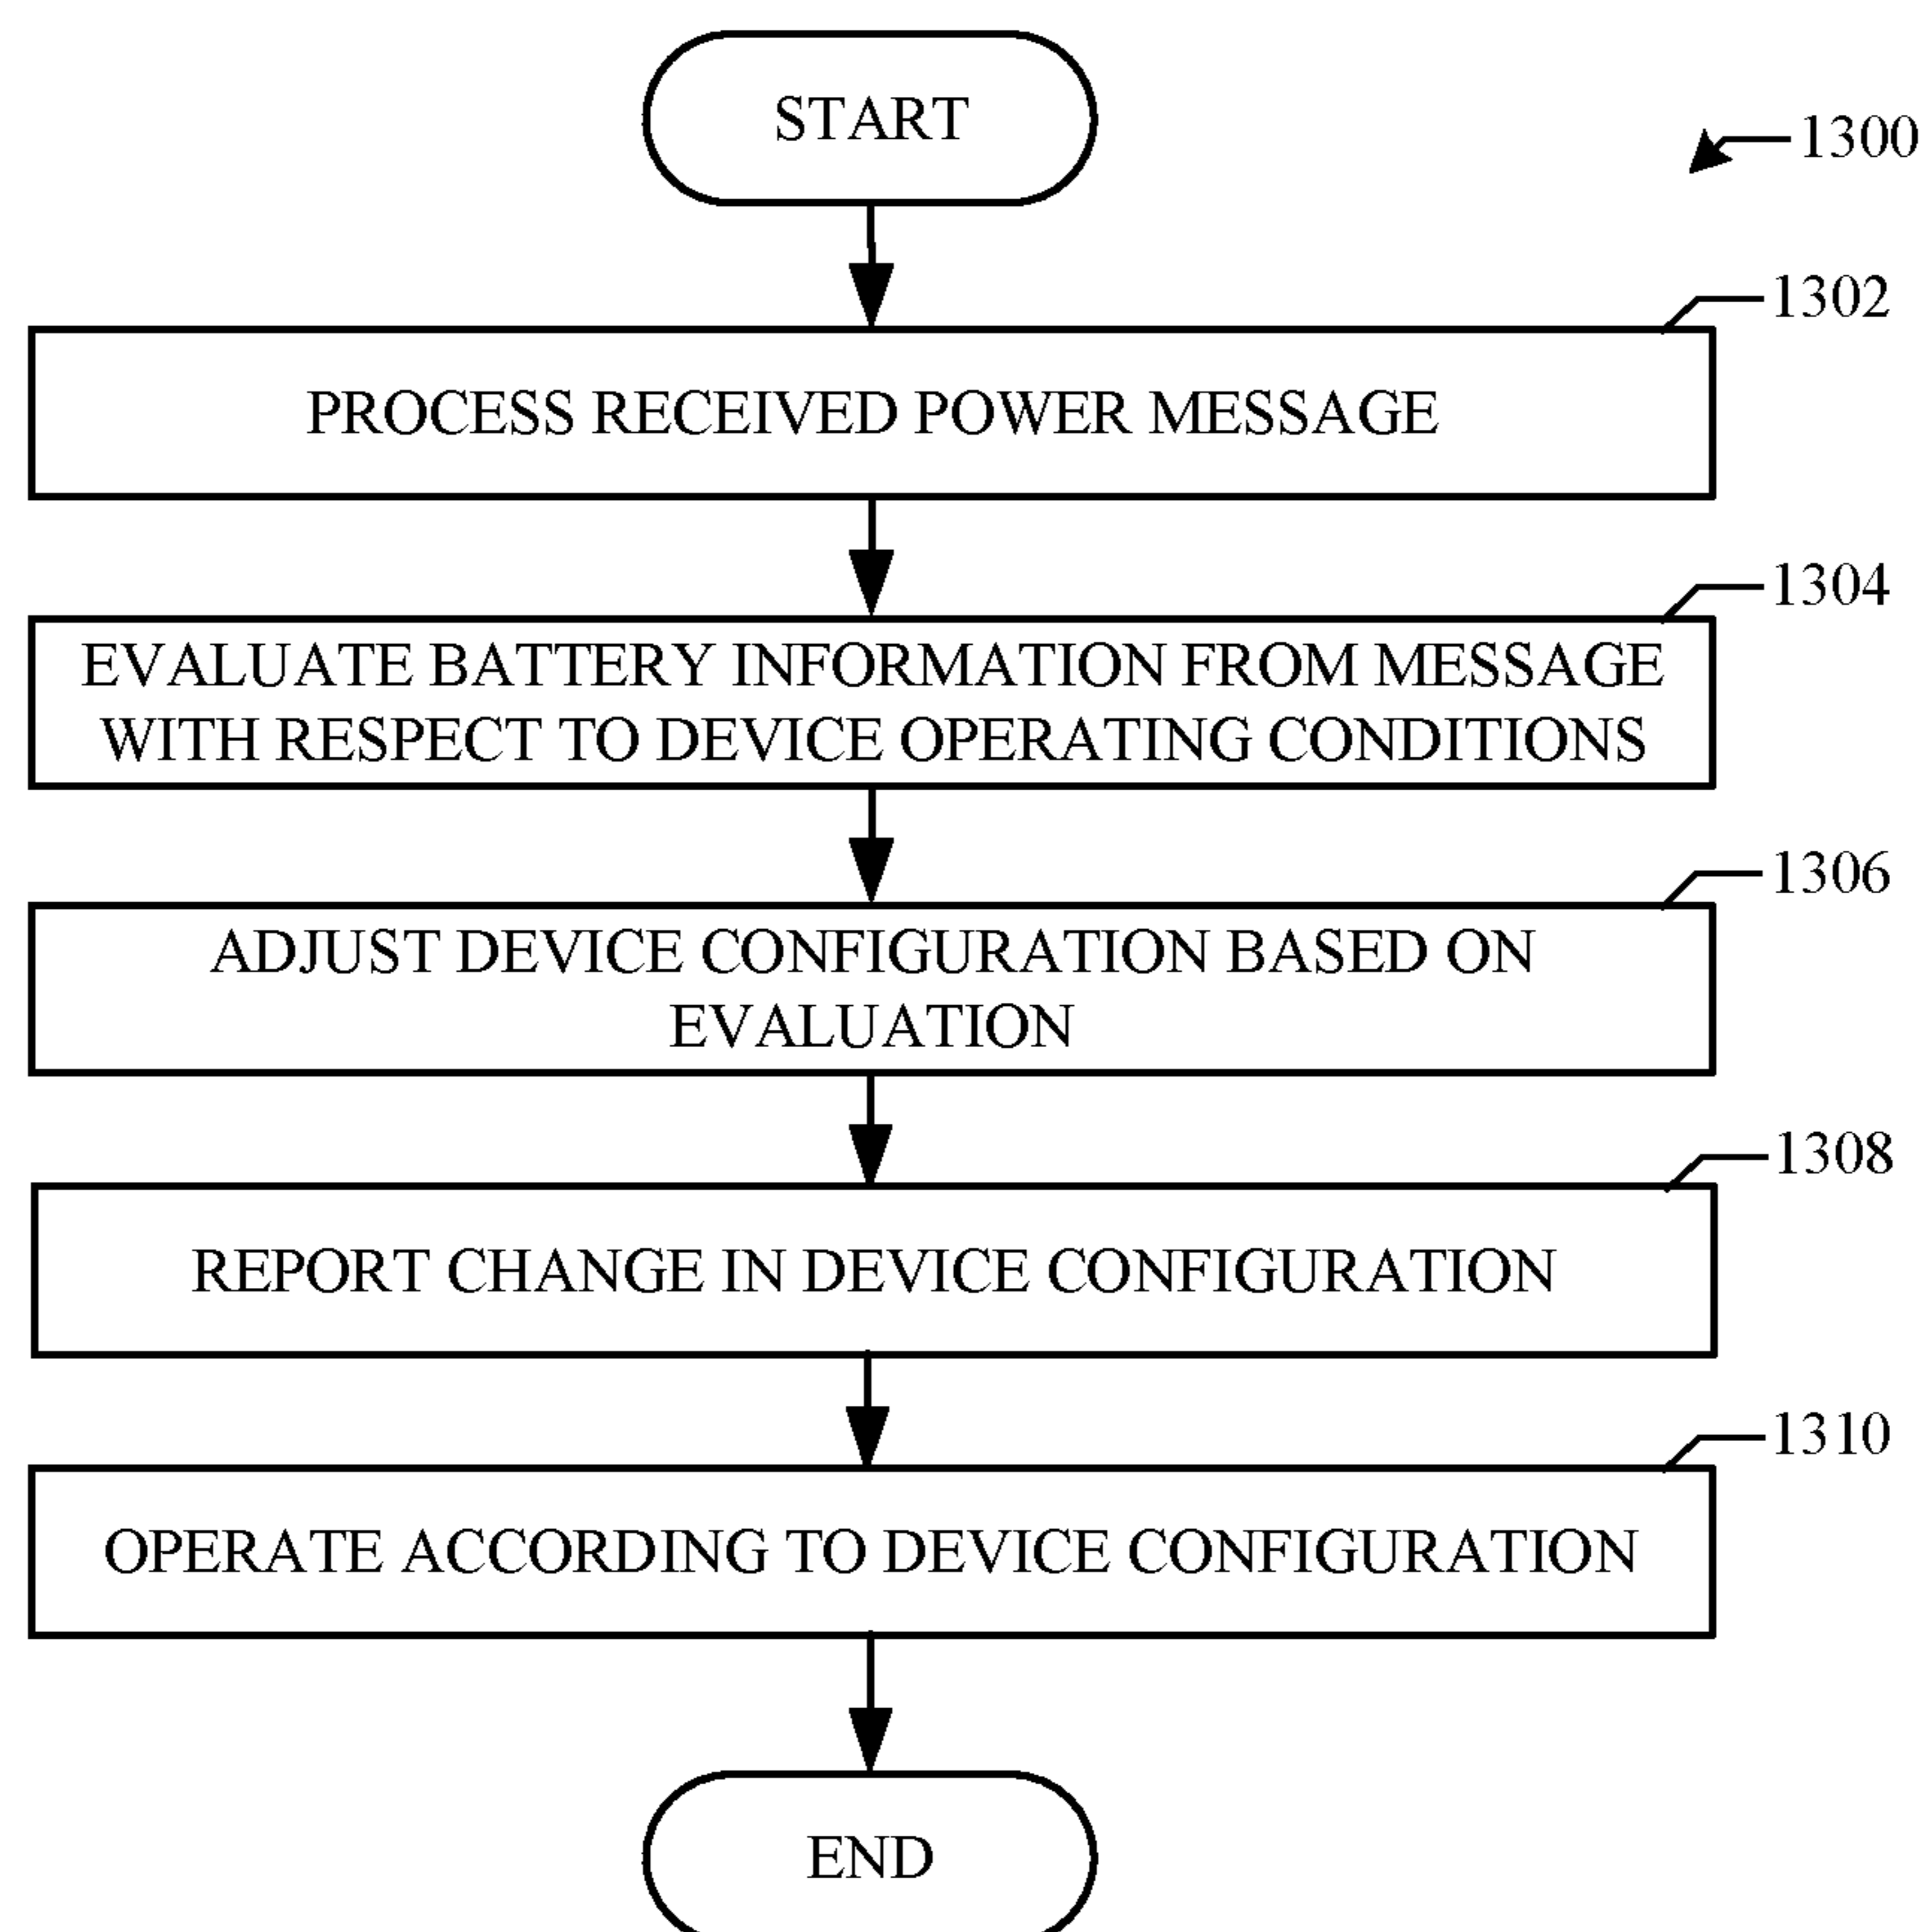 START
1300
1302
PROCESS RECEIVED POWER MESSAGE
1304
EVALUATE BATTERY INFORMATION FROM MESSAGE
WITH RESPECT TO DEVICE OPERATING CONDITIONS
1306
ADJUST DEVICE CONFIGURATION BASED ON
EVALUATION
1308
REPORT CHANGE IN DEVICE CONFIGURATION
1310
OPERATE ACCORDING TO DEVICE CONFIGURATION
END